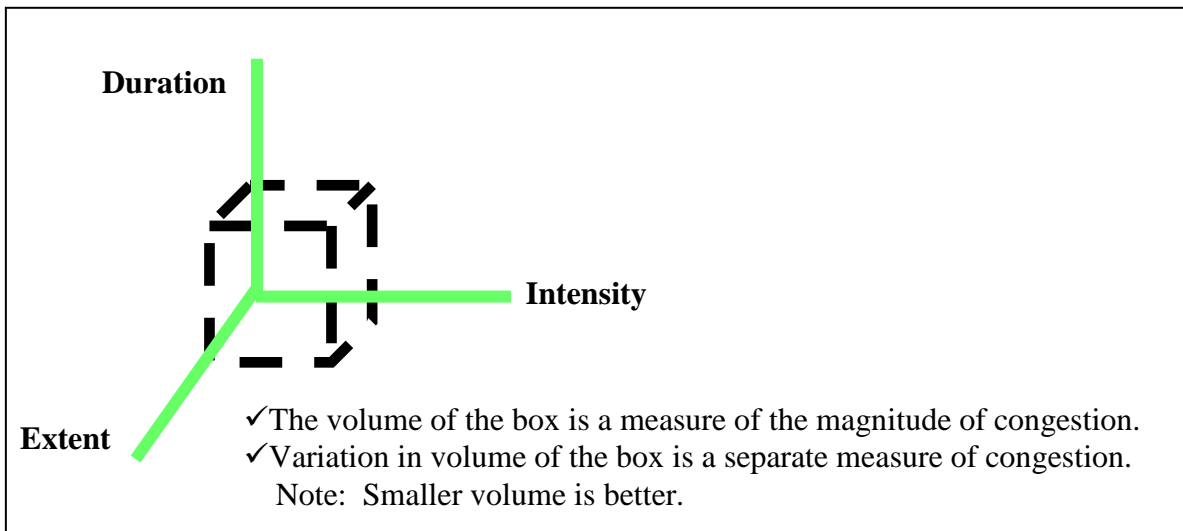 Duration
Intensity
Extent
✓The volume of the box is a measure of the magnitude of congestion.
✓Variation in volume of the box is a separate measure of congestion.
Note: Smaller volume is better.